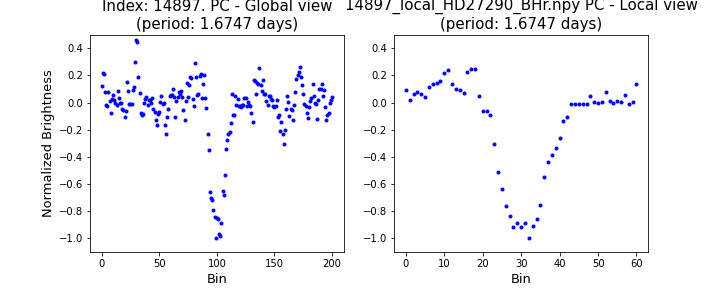 Index: 14897. PC - Global view
(period: 1.6747 days)
14897_local_HD27290_BHr.npy PC - Local view
(period: 1.6747 days)
Normalized Brightness
0.4
0.2
0.0
−0.2
−0.4
−0.6
−0.8
−1.0
0 50 100 150 200
Bin
0.4
0.2
0.0
−0.2
−0.4
−0.6
−0.8
−1.0
0 10 20 30 40 50 60
Bin